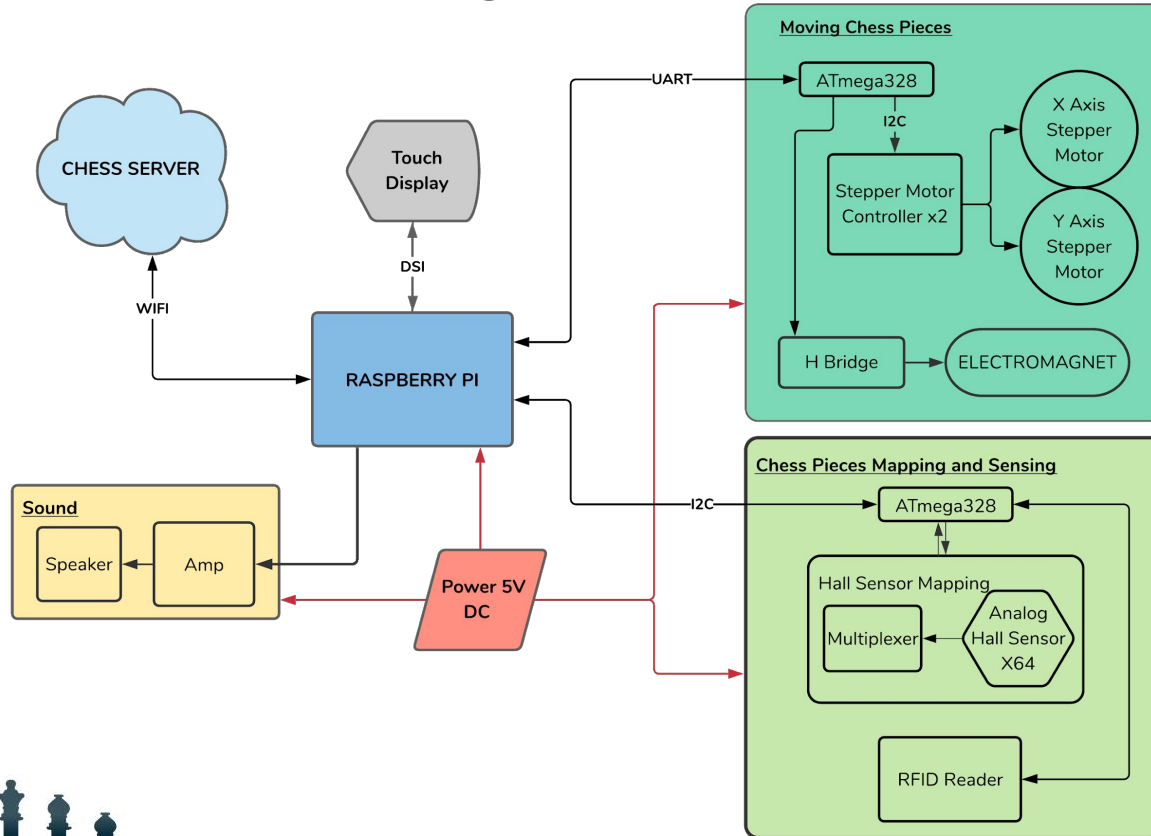 Moving Chess Pieces
UART
ATmega328
I2C
X Axis
Stepper
Motor
Stepper Motor
Controller x2
Y Axis
Stepper
Motor
H Bridge
ELECTROMAGNET
CHESS SERVER
Touch
Display
DSI
WIFI
RASPBERRY PI
Sound
Speaker
Amp
Power 5V
DC
Chess Pieces Mapping and Sensing
I2C
ATmega328
Hall Sensor Mapping
Multiplexer
Analog
Hall Sensor
X64
RFID Reader